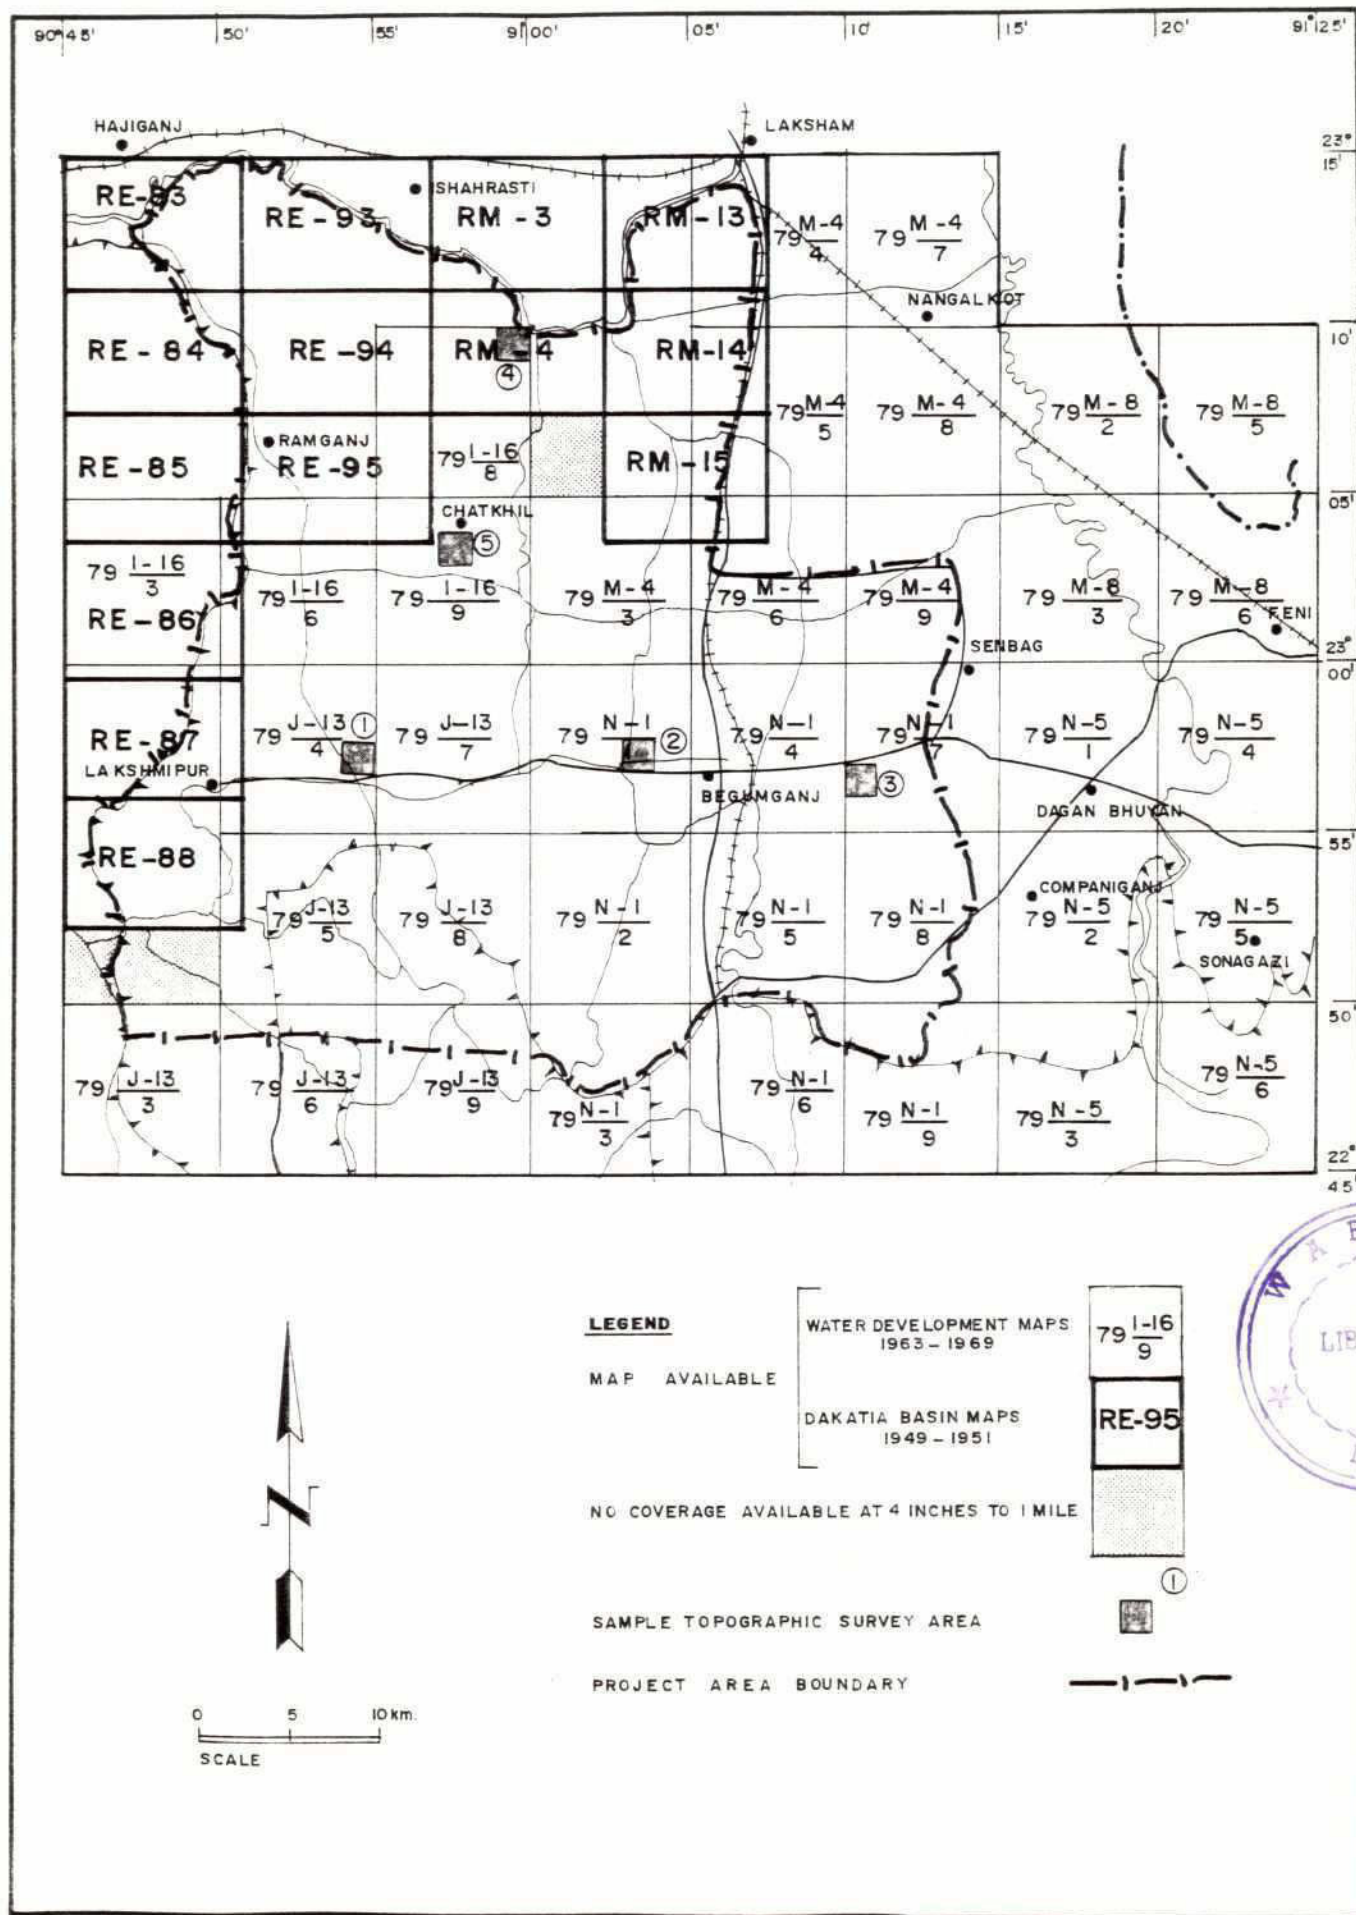 90° 45' 50' 55' 91° 00' 05' 10' 15' 20' 91° 25'
HAJIGANJ
LAKSHAM
23° 15'
RE-93 RE-93 ISHAHRASTI RM-3 RM-13 79 M-4/4 79 M-4/7
NANGALKOT
10'
RE-84 RE-94 RM-4 RM-14
④
79 M-4/5 79 M-4/8 79 M-8/2 79 M-8/5
RAMGANJ
RE-85 RE-95 79 I-16/8 RM-15
05'
CHATKHIL
⑤
79 I-16/3
RE-86 79 I-16/6 79 I-16/9 79 M-4/3 79 M-4/6 79 M-4/9 79 M-8/3 79 M-8/6
FENI
SENBAG
23° 00'
RE-87 79 J-13/4 ① 79 J-13/7 79 N-1 ② 79 N-1/4 79 N-1/7 79 N-5/1 79 N-5/4
LAKSHMIPUR
BEGUMGANJ ③
DAGAN BHUYAN
55'
RE-88
COMPANIGANJ
79 J-13/5 79 J-13/8 79 N-1/2 79 N-1/5 79 N-1/8 79 N-5/2 79 N-5/5
SONAGAZI
50'
79 J-13/3 79 J-13/6 79 J-13/9 79 N-1/3 79 N-1/6 79 N-1/9 79 N-5/3 79 N-5/6
22° 45'
LEGEND
MAP AVAILABLE
WATER DEVELOPMENT MAPS
1963-1969
79 I-16/9
DAKATIA BASIN MAPS
1949-1951
RE-95
NO COVERAGE AVAILABLE AT 4 INCHES TO 1 MILE
①
SAMPLE TOPOGRAPHIC SURVEY AREA
PROJECT AREA BOUNDARY
N
0 5 10 km.
SCALE